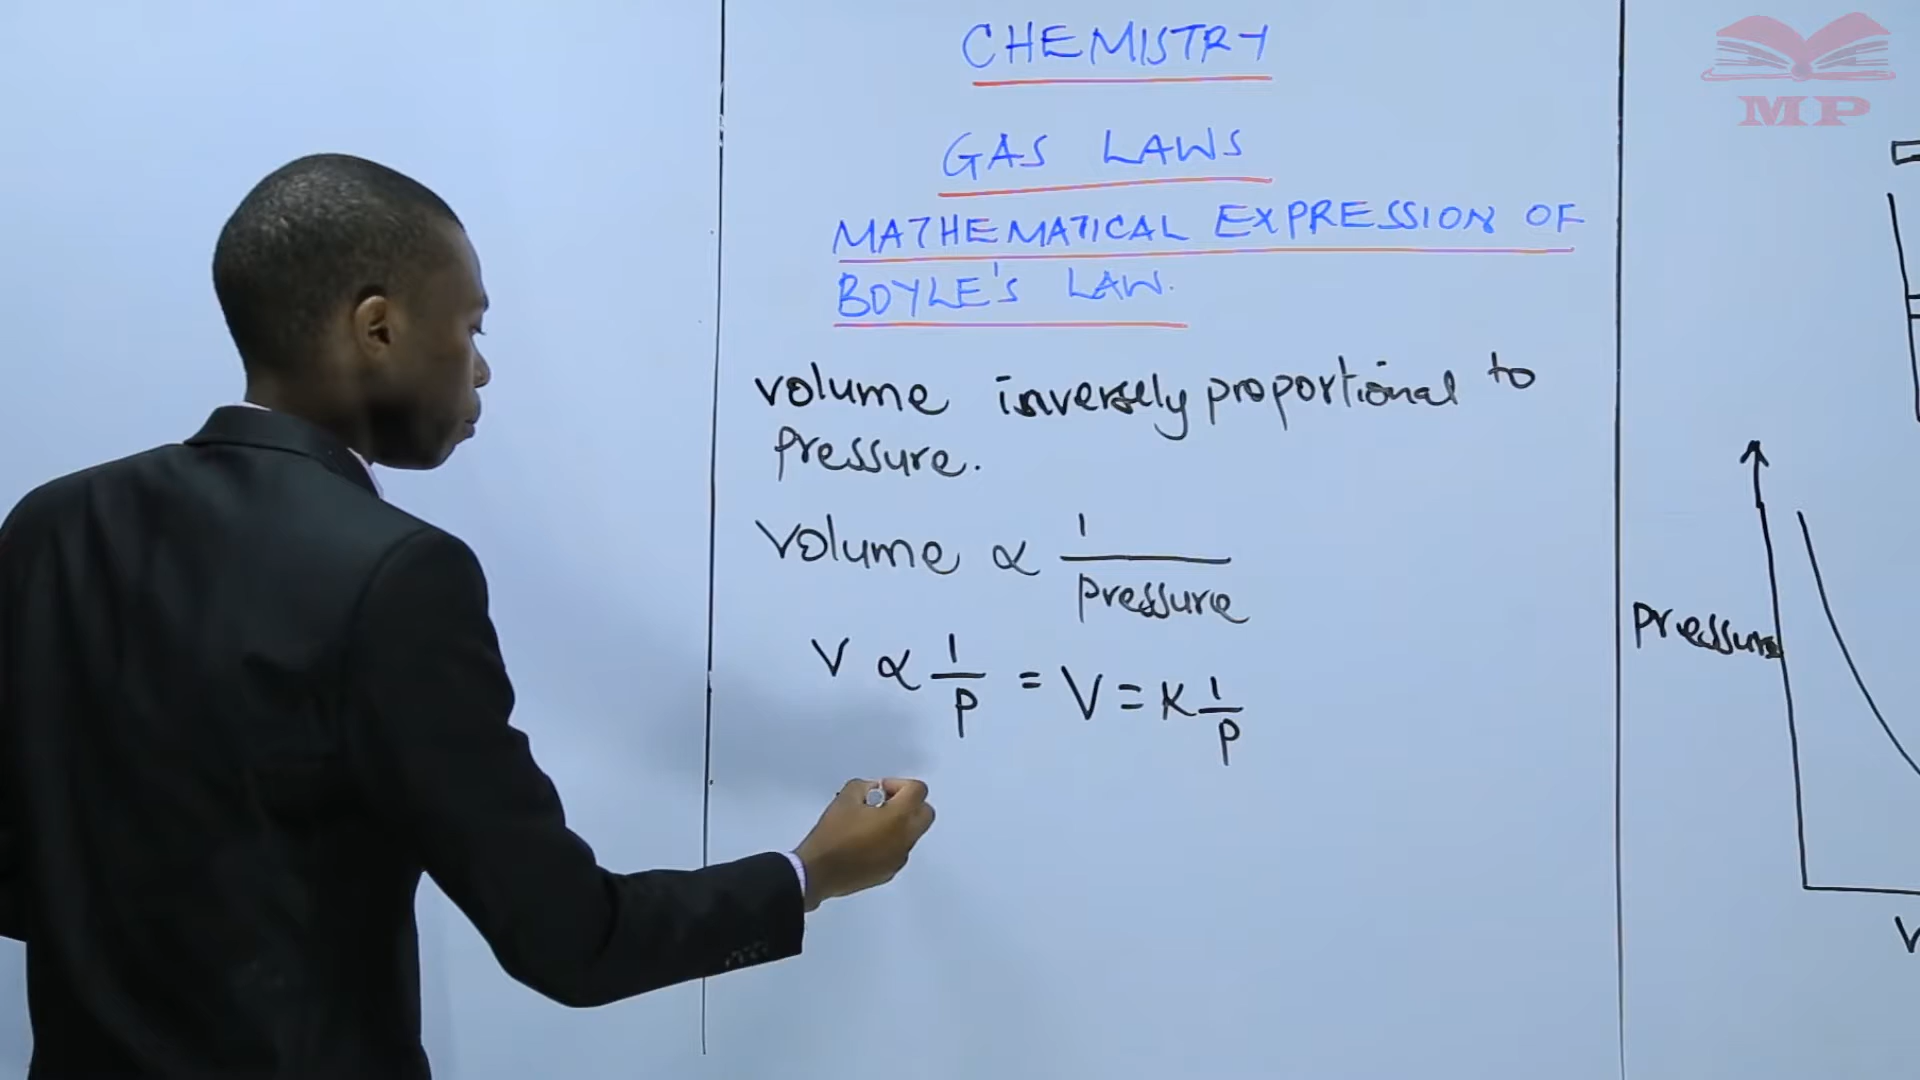 CHEMISTRY
GAS LAWS
MATHEMATICAL EXPRESSION OF
BOYLE'S LAW.
volume inversely proportional to
pressure.
Volume ∝ 1/pressure
V ∝ 1/P = V = K 1/P
pressure
V
MP